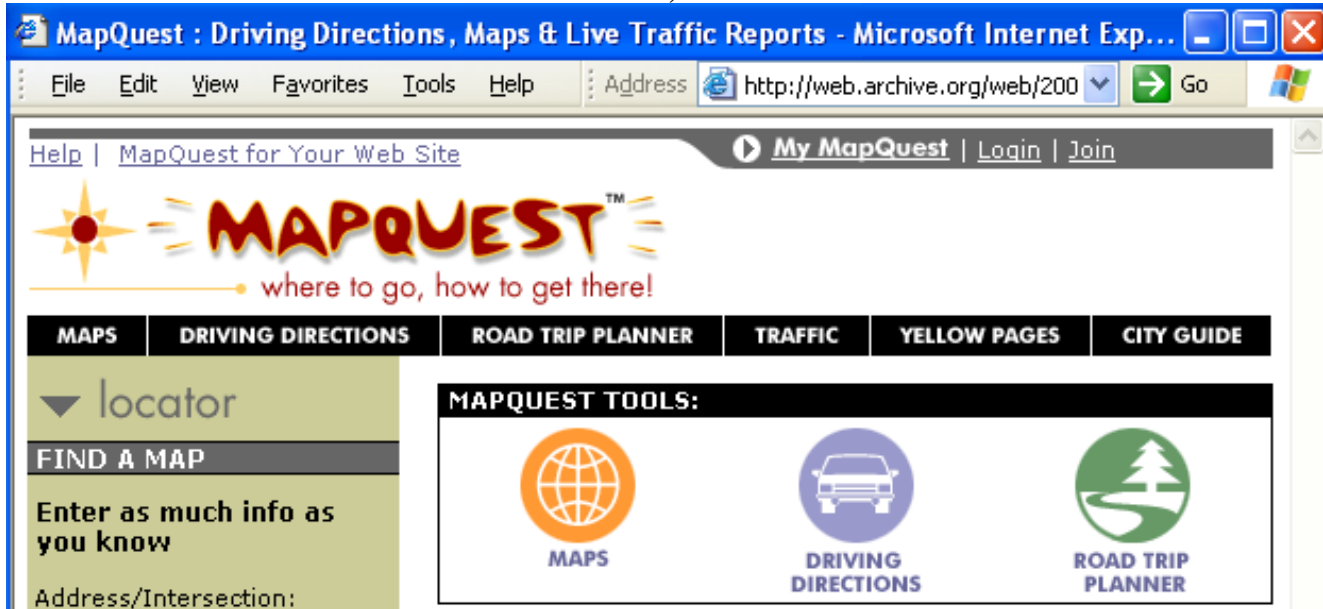 MapQuest : Driving Directions, Maps & Live Traffic Reports - Microsoft Internet Exp...
File Edit View Favorites Tools Help Address http://web.archive.org/web/200 Go
Help | MapQuest for Your Web Site My MapQuest | Login | Join
MAPQUEST™
where to go, how to get there!
MAPS DRIVING DIRECTIONS ROAD TRIP PLANNER TRAFFIC YELLOW PAGES CITY GUIDE
locator
FIND A MAP
Enter as much info as
you know
Address/Intersection:
MAPQUEST TOOLS:
MAPS
DRIVING
DIRECTIONS
ROAD TRIP
PLANNER